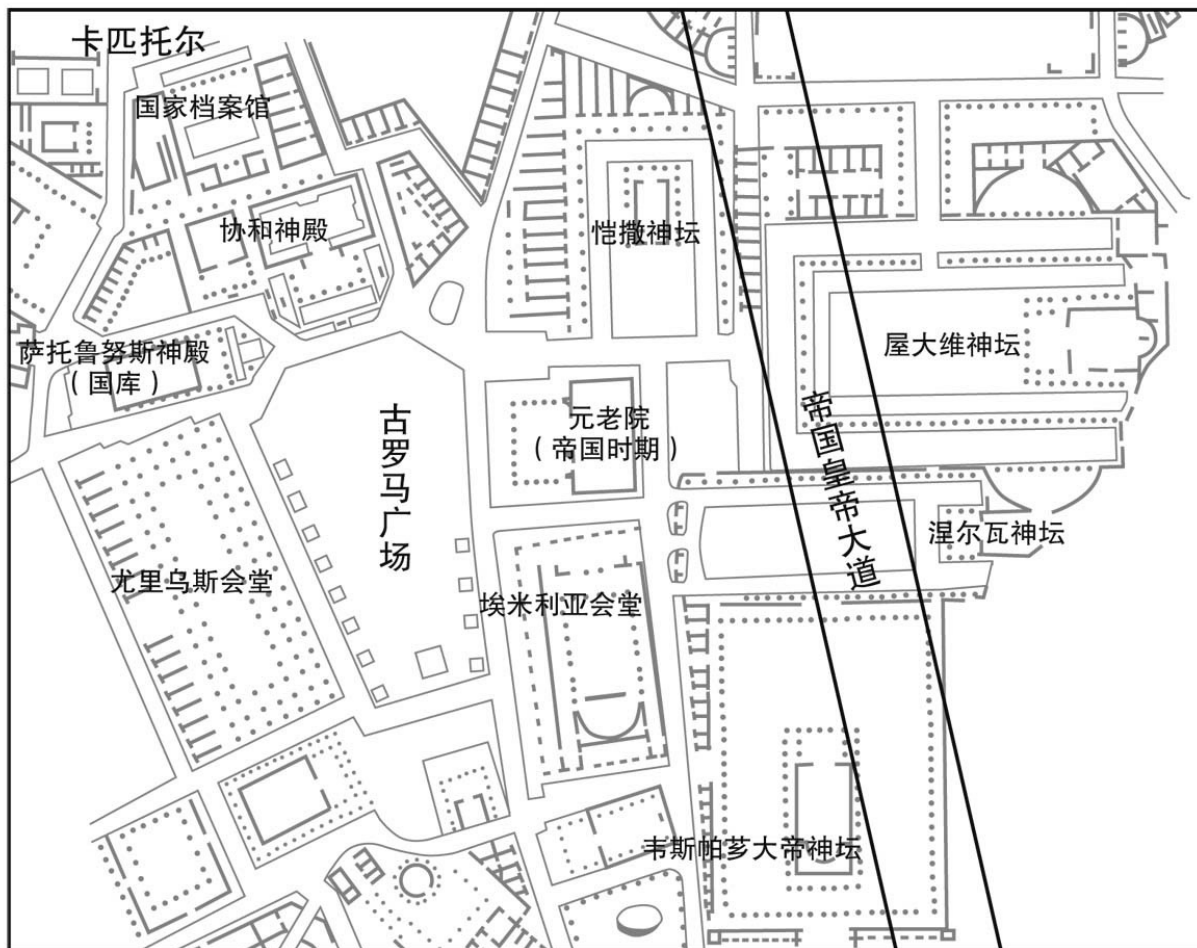 卡匹托尔
国家档案馆
协和神殿
恺撒神坛
萨托鲁努斯神殿
（国库）
屋大维神坛
古罗马广场
元老院
（帝国时期）
帝国皇帝大道
涅尔瓦神坛
尤里乌斯会堂
埃米利亚会堂
韦斯帕芗大帝神坛